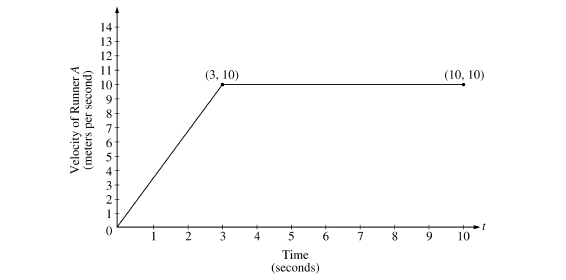 Velocity of Runner A
(meters per second)
14
13
12
11
10
9
8
7
6
5
4
3
2
1
0
(3, 10)
(10, 10)
1 2 3 4 5 6 7 8 9 10
t
Time
(seconds)